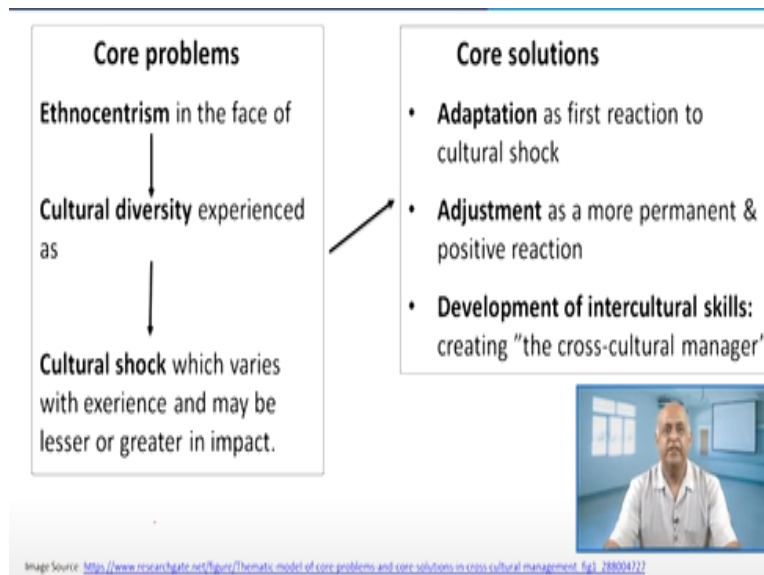 Core problems
Ethnocentrism in the face of
Cultural diversity experienced
as
Cultural shock which varies
with exerience and may be
lesser or greater in impact.
Core solutions
• Adaptation as first reaction to
cultural shock
• Adjustment as a more permanent &
positive reaction
• Development of intercultural skills:
creating "the cross-cultural manager"
Image Source: https://www.researchgate.net/figure/Thematic-model-of-core-problems-and-core-solutions-in-cross-cultural-management_fig1_288004727